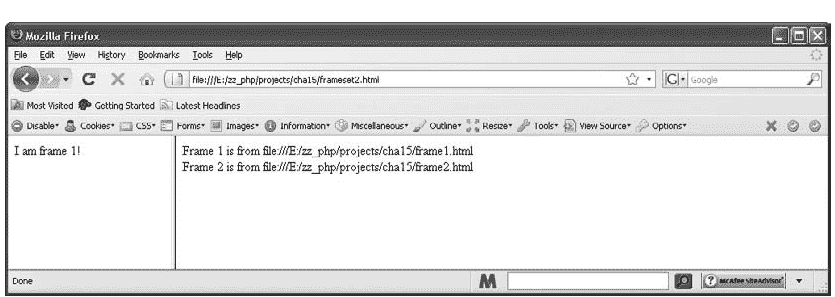 Mozilla Firefox
File Edit View History Bookmarks Tools Help
file:///E:/zz_php/projects/cha15/frameset2.html
G Google
Most Visited Getting Started Latest Headlines
Disable Cookies CSS Forms Images Information Miscellaneous Outline Resize Tools View Source Options
I am frame 1!
Frame 1 is from file:///E:/zz_php/projects/cha15/frame1.html
Frame 2 is from file:///E:/zz_php/projects/cha15/frame2.html
Done
M
? McAfee SiteAdvisor